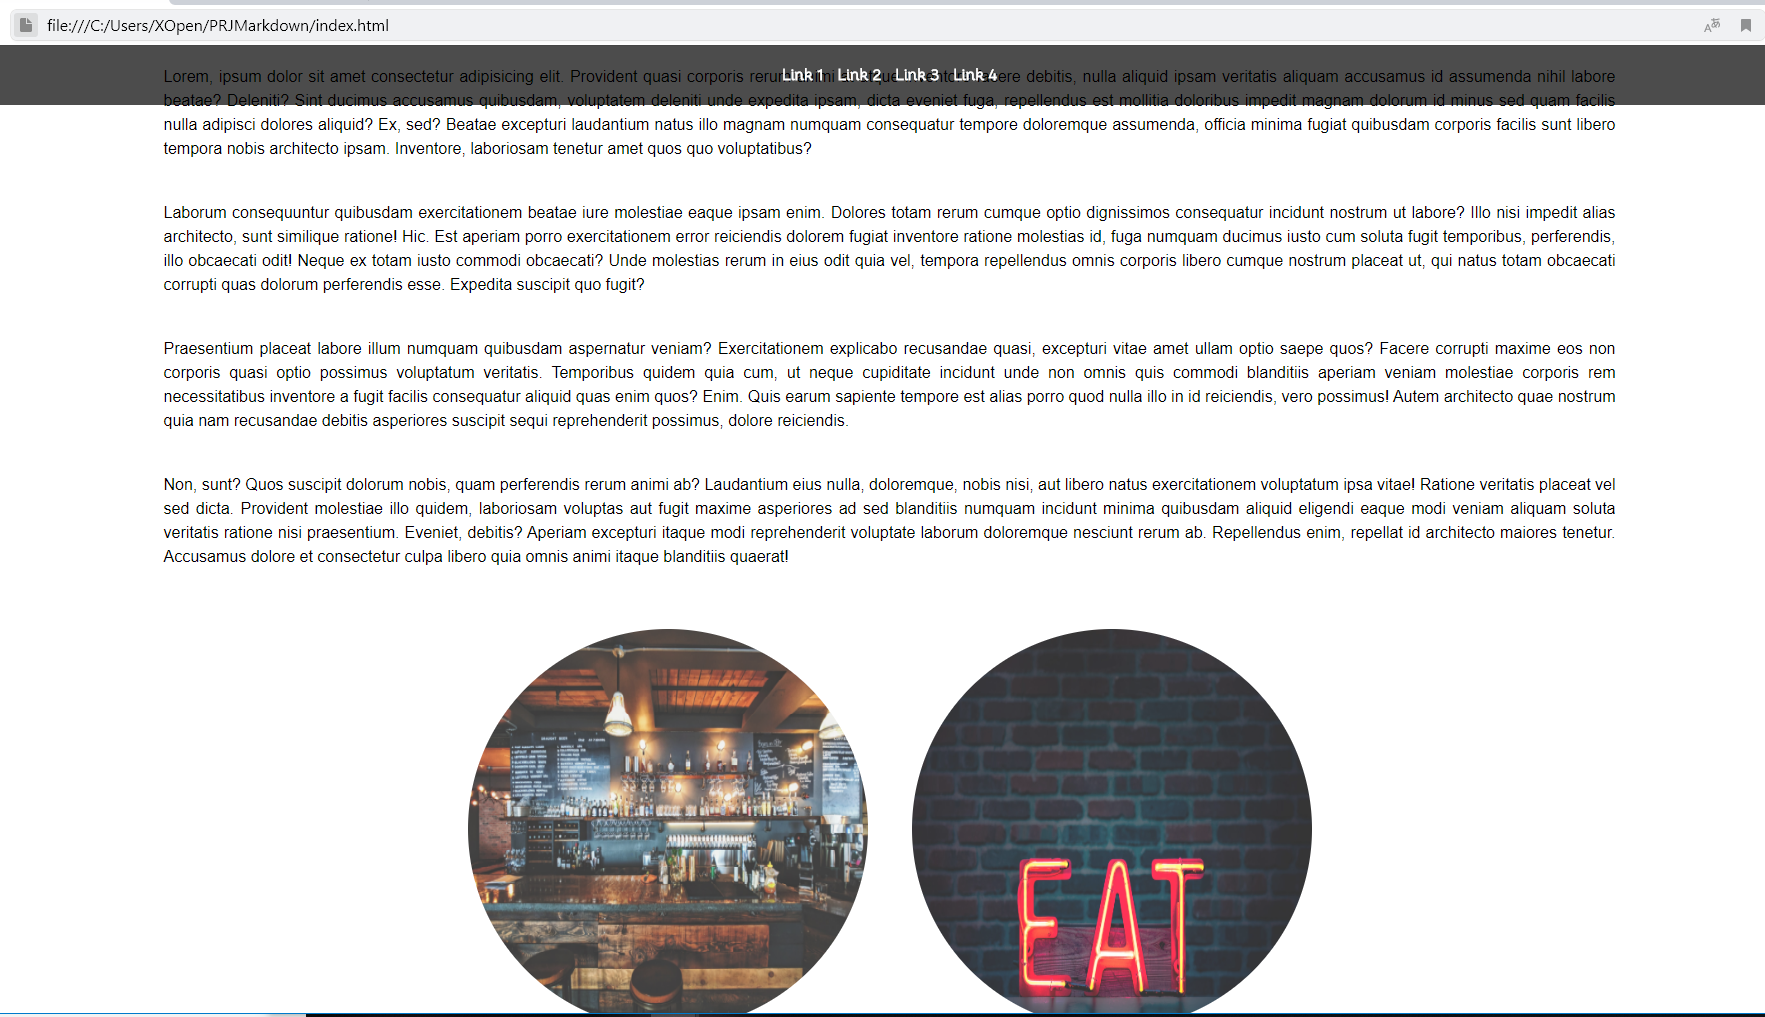 file:///C:/Users/XOpen/PRJMarkdown/index.html
Link 1 Link 2 Link 3 Link 4
Lorem, ipsum dolor sit amet consectetur adipisicing elit. Provident quasi corporis debitis, nulla aliquid ipsam veritatis aliquam accusamus id assumenda nihil labore
beatae? Deleniti? Sint ducimus accusamus quibusdam, voluptatem deleniti unde expedita ipsam, dicta eveniet fuga, repellendus est mollitia doloribus impedit magnam dolorum id minus sed quam facilis
nulla adipisci dolores aliquid? Ex, sed? Beatae excepturi laudantium natus illo magnam numquam consequatur tempore doloremque assumenda, officia minima fugiat quibusdam corporis facilis sunt libero
tempora nobis architecto ipsam. Inventore, laboriosam tenetur amet quos quo voluptatibus?
Laborum consequuntur quibusdam exercitationem beatae iure molestiae eaque ipsam enim. Dolores totam rerum cumque optio dignissimos consequatur incidunt nostrum ut labore? Illo nisi impedit alias
architecto, sunt similique ratione! Hic. Est aperiam porro exercitationem error reiciendis dolorem fugiat inventore ratione molestias id, fuga numquam ducimus iusto cum soluta fugit temporibus, perferendis,
illo obcaecati odit! Neque ex totam iusto commodi obcaecati? Unde molestias rerum in eius odit quia vel, tempora repellendus omnis corporis libero cumque nostrum placeat ut, qui natus totam obcaecati
corrupti quas dolorum perferendis esse. Expedita suscipit quo fugit?
Praesentium placeat labore illum numquam quibusdam aspernatur veniam? Exercitationem explicabo recusandae quasi, excepturi vitae amet ullam optio saepe quos? Facere corrupti maxime eos non
corporis quasi optio possimus voluptatum veritatis. Temporibus quidem quia cum, ut neque cupiditate incidunt unde non omnis quis commodi blanditiis aperiam veniam molestiae corporis rem
necessitatibus inventore a fugit facilis consequatur aliquid quas enim quos? Enim. Quis earum sapiente tempore est alias porro quod nulla illo in id reiciendis, vero possimus! Autem architecto quae nostrum
quia nam recusandae debitis asperiores suscipit sequi reprehenderit possimus, dolore reiciendis.
Non, sunt? Quos suscipit dolorum nobis, quam perferendis rerum animi ab? Laudantium eius nulla, doloremque, nobis nisi, aut libero natus exercitationem voluptatum ipsa vitae! Ratione veritatis placeat vel
sed dicta. Provident molestiae illo quidem, laboriosam voluptas aut fugit maxime asperiores ad sed blanditiis numquam incidunt minima quibusdam aliquid eligendi eaque modi veniam aliquam soluta
veritatis ratione nisi praesentium. Eveniet, debitis? Aperiam excepturi itaque modi reprehenderit voluptate laborum doloremque nesciunt rerum ab. Repellendus enim, repellat id architecto maiores tenetur.
Accusamus dolore et consectetur culpa libero quia omnis animi itaque blanditiis quaerat!
EAT